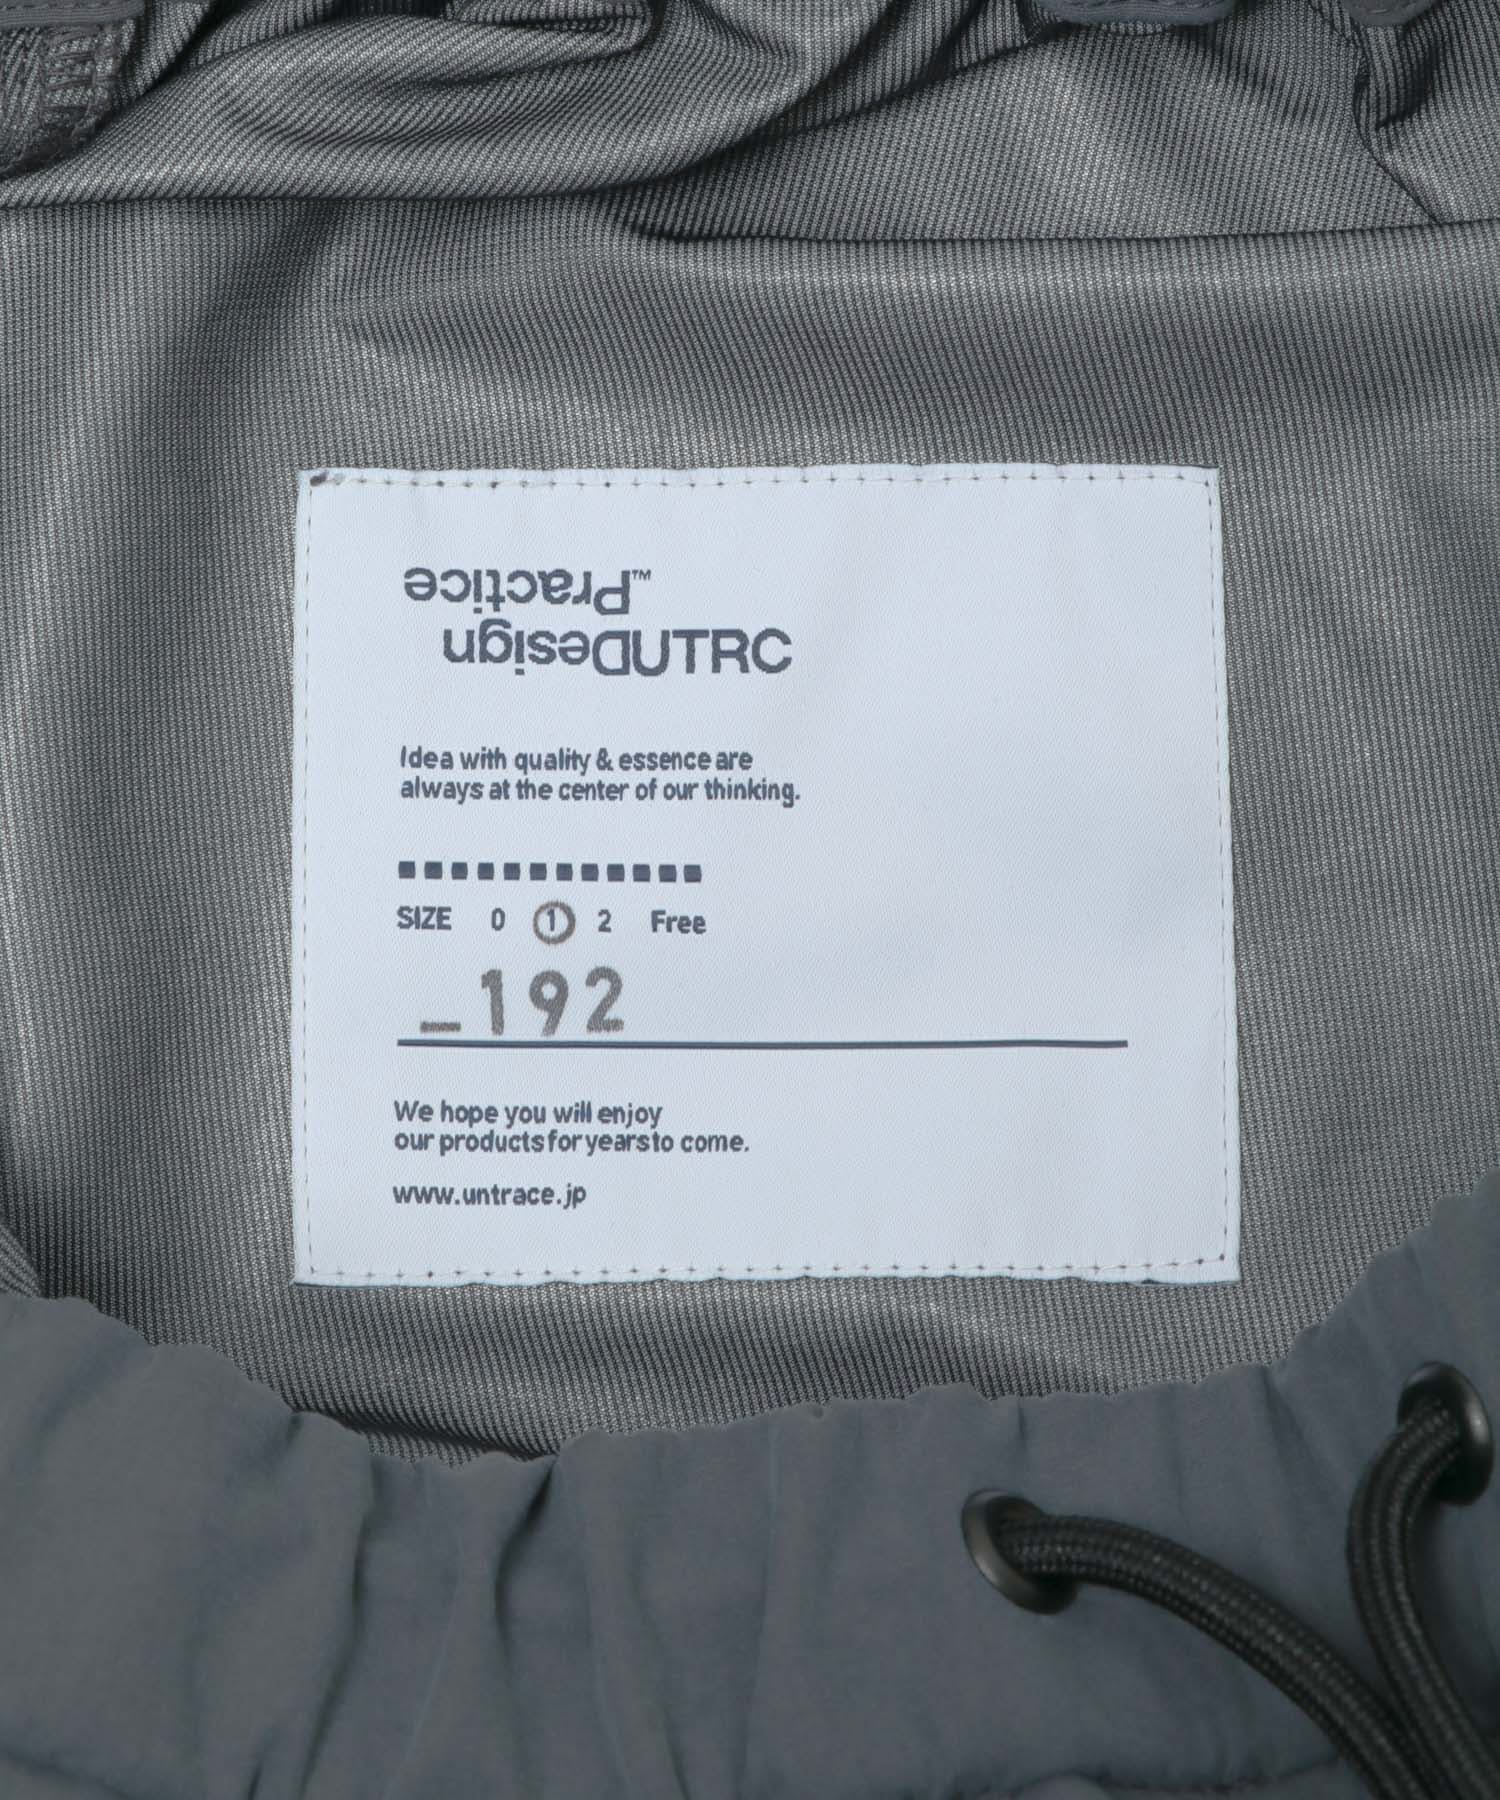 Practice™
DesignUTRC
Idea with quality & essence are
always at the center of our thinking.
SIZE 0 1 2 Free
_192
We hope you will enjoy
our products for years to come.
www.untrace.jp